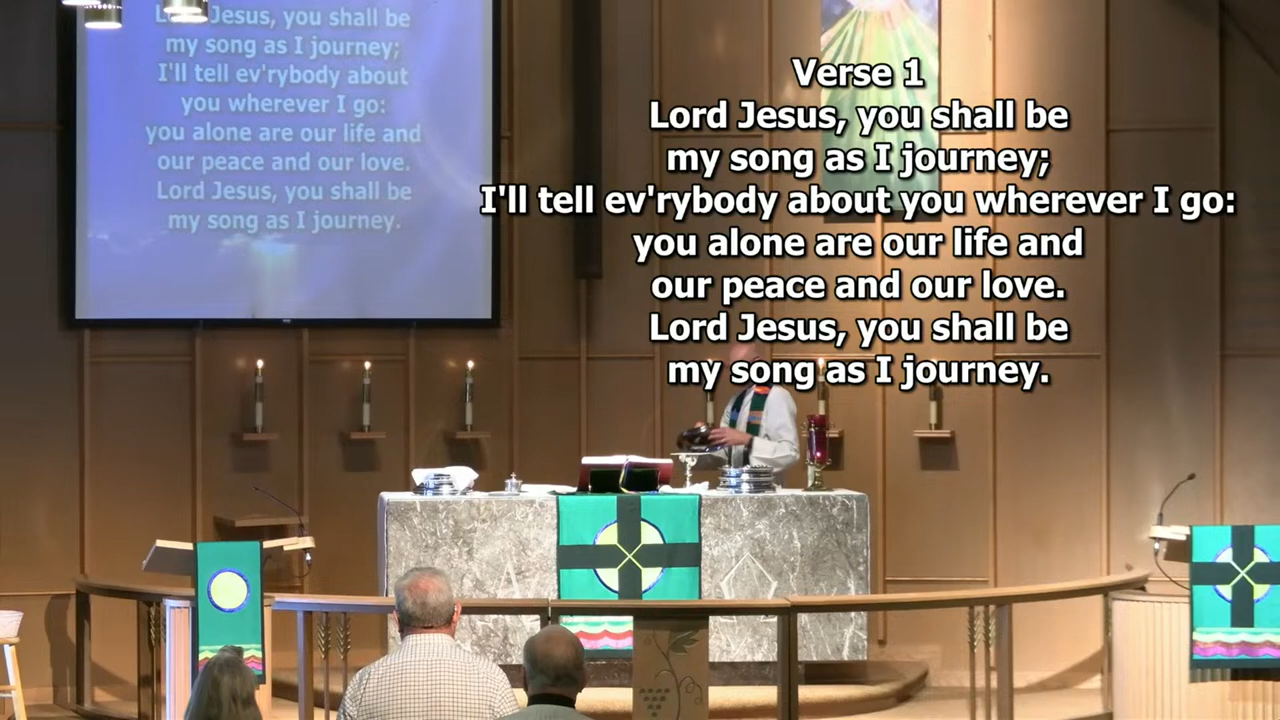 Lord Jesus, you shall be
my song as I journey;
I'll tell ev'rybody about
you wherever I go:
you alone are our life and
our peace and our love.
Lord Jesus, you shall be
my song as I journey.
Verse 1
Lord Jesus, you shall be
my song as I journey;
I'll tell ev'rybody about you wherever I go:
you alone are our life and
our peace and our love.
Lord Jesus, you shall be
my song as I journey.